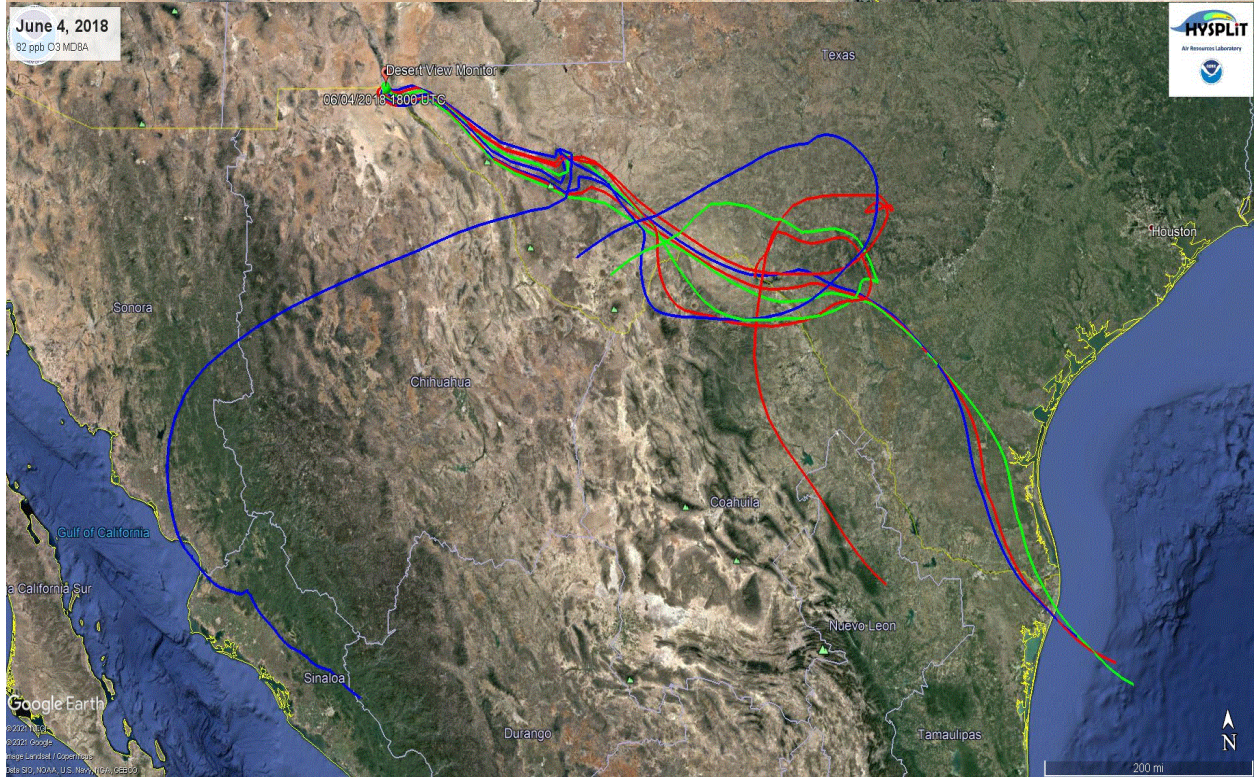 June 4, 2018
82 ppb O3 MD8A
HYSPLIT
Air Resources Laboratory
Texas
Desert View Monitor
06/04/2018 1800 UTC
Houston
Sonora
Chihuahua
Coahuila
Gulf of California
a California Sur
Nuevo Leon
Sinaloa
Google Earth
Durango
Tamaulipas
©2021 Google
Image Landsat / Copernicus
Data SIO, NOAA, U.S. Navy, NGA, GEBCO
N
200 mi